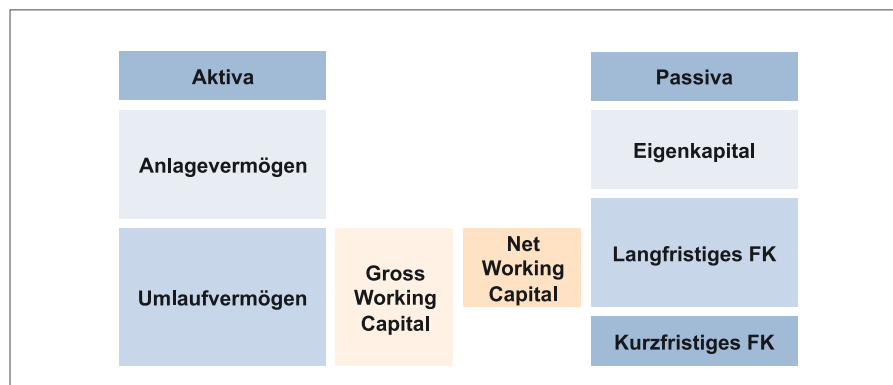 Aktiva
Passiva
Anlagevermögen
Eigenkapital
Umlaufvermögen
Gross
Working
Capital
Net
Working
Capital
Langfristiges FK
Kurzfristiges FK